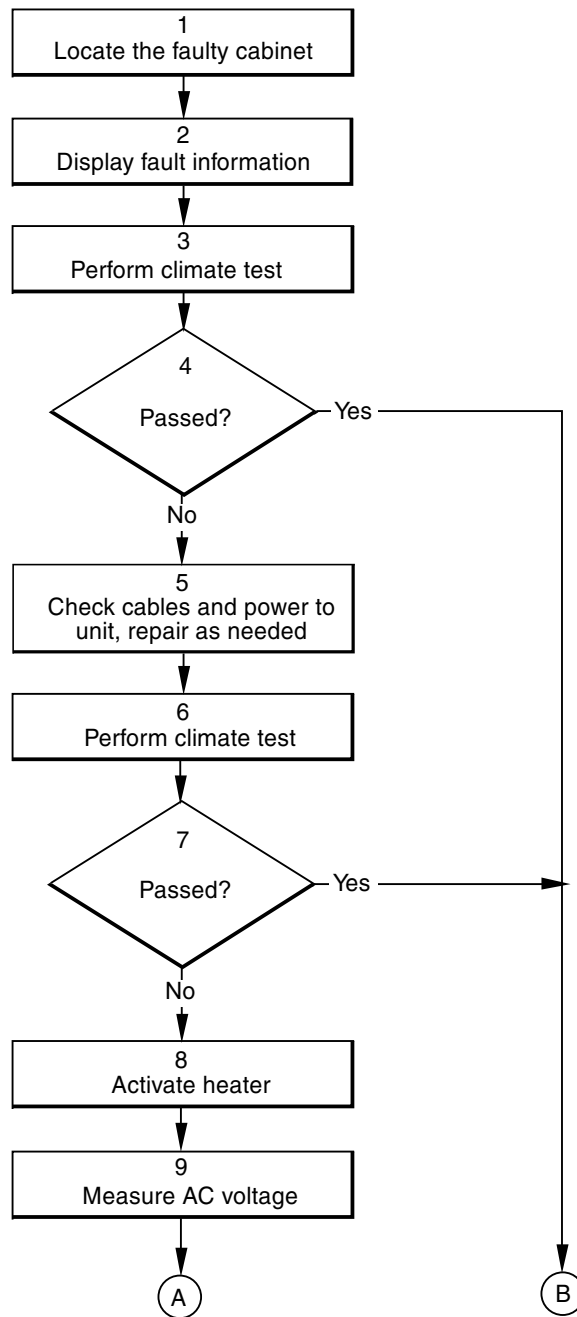 1
Locate the faulty cabinet
2
Display fault information
3
Perform climate test
4
Passed?
Yes
No
5
Check cables and power to
unit, repair as needed
6
Perform climate test
7
Passed?
Yes
No
8
Activate heater
9
Measure AC voltage
A
B